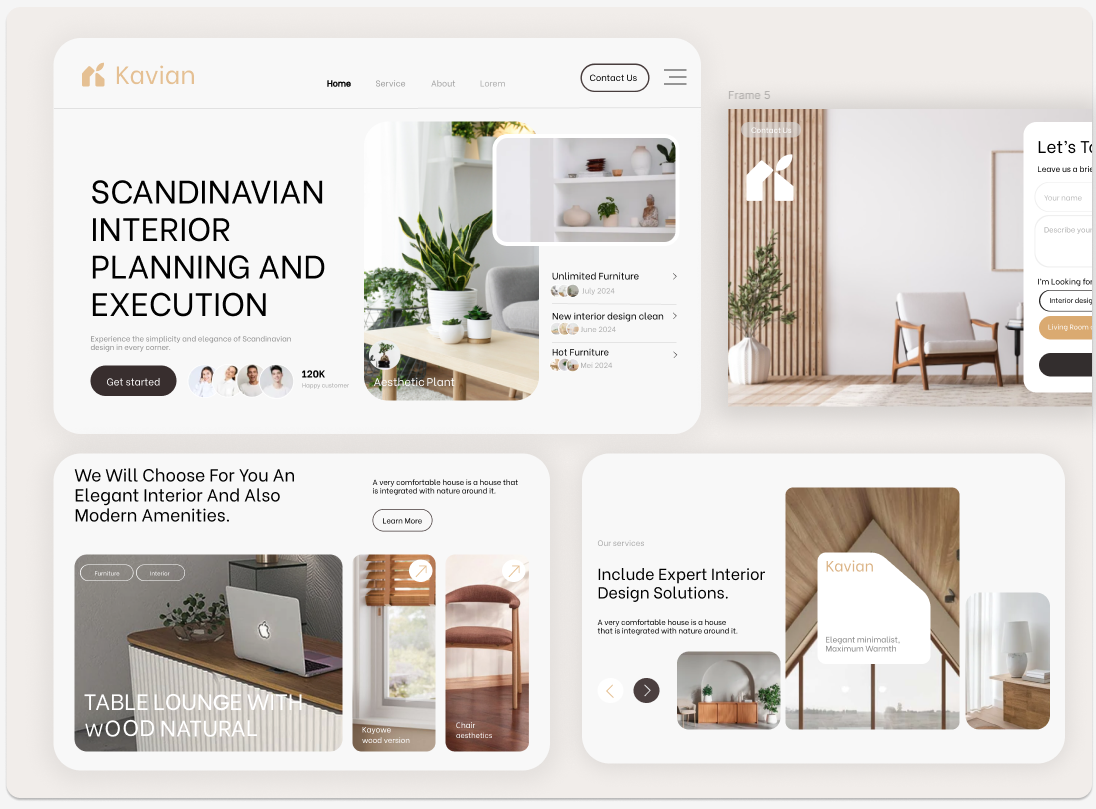 Kavian
Home
Service
About
Lorem
Contact Us
SCANDINAVIAN
INTERIOR
PLANNING AND
EXECUTION
Experience the simplicity and elegance of Scandinavian
design in every corner.
Get started
120K
Happy customer
Aesthetic Plant
Unlimited Furniture
July 2024
New interior design clean
June 2024
Hot Furniture
Mei 2024
Frame 5
Contact Us
Let's To
Leave us a brie
Your name
Describe your
I'm Looking for
Interior desig
Living Room
We Will Choose For You An
Elegant Interior And Also
Modern Amenities.
A very comfortable house is a house that
is integrated with nature around it.
Learn More
Furniture
Interior
TABLE LOUNGE WITH
wOOD NATURAL
Kayowe
wood version
Chair
aesthetics
Our services
Include Expert Interior
Design Solutions.
A very comfortable house is a house
that is integrated with nature around it.
Kavian
Elegant minimalist,
Maximum Warmth